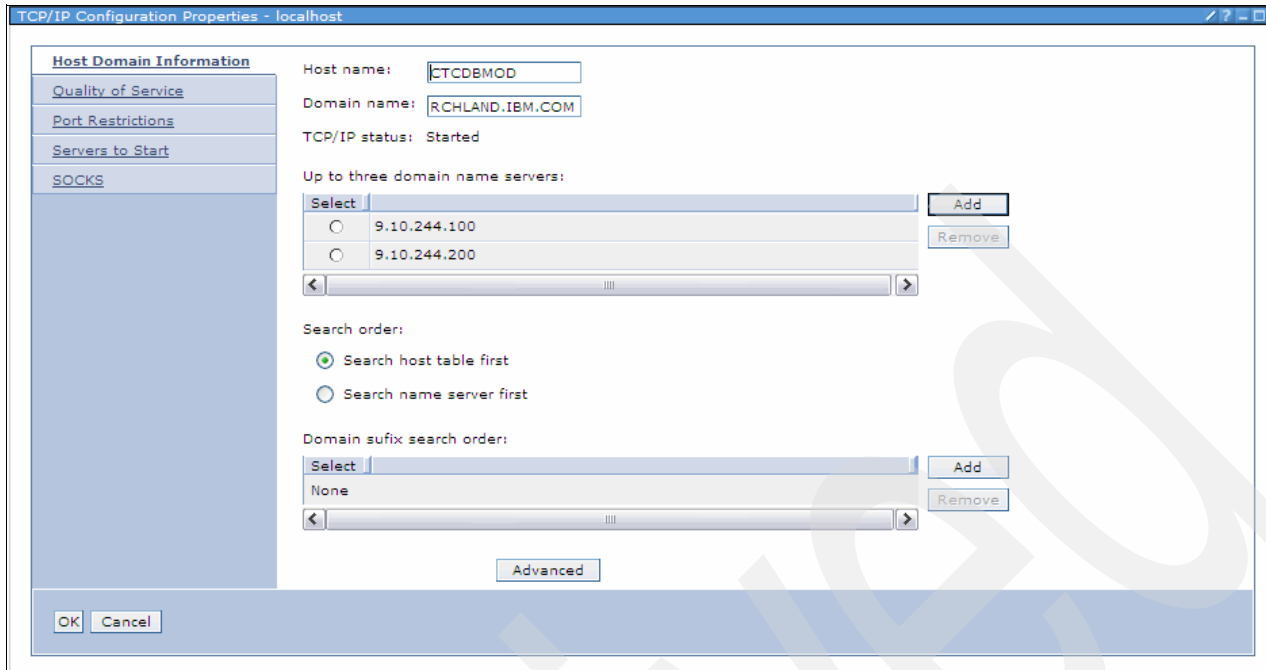 TCP/IP Configuration Properties - localhost
Host Domain Information
Quality of Service
Port Restrictions
Servers to Start
SOCKS
Host name: CTCDBMOD
Domain name: RCHLAND.IBM.COM
TCP/IP status: Started
Up to three domain name servers:
Select
9.10.244.100
9.10.244.200
Add
Remove
Search order:
Search host table first
Search name server first
Domain sufix search order:
Select
None
Add
Remove
Advanced
OK Cancel